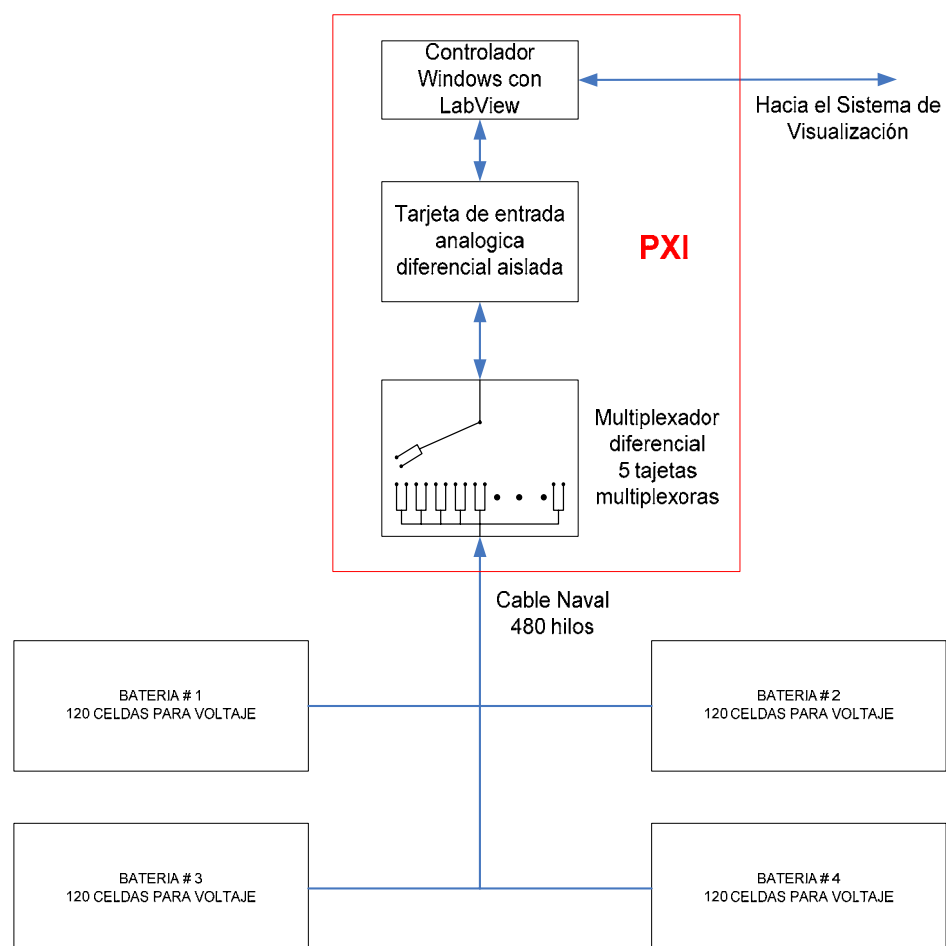 Controlador
Windows con
LabView
Hacia el Sistema de
Visualización
Tarjeta de entrada
analogica
diferencial aislada
PXI
Multiplexador
diferencial
5 tajetas
multiplexoras
Cable Naval
480 hilos
BATERIA # 1
120 CELDAS PARA VOLTAJE
BATERIA # 2
120 CELDAS PARA VOLTAJE
BATERIA # 3
120 CELDAS PARA VOLTAJE
BATERIA # 4
120 CELDAS PARA VOLTAJE